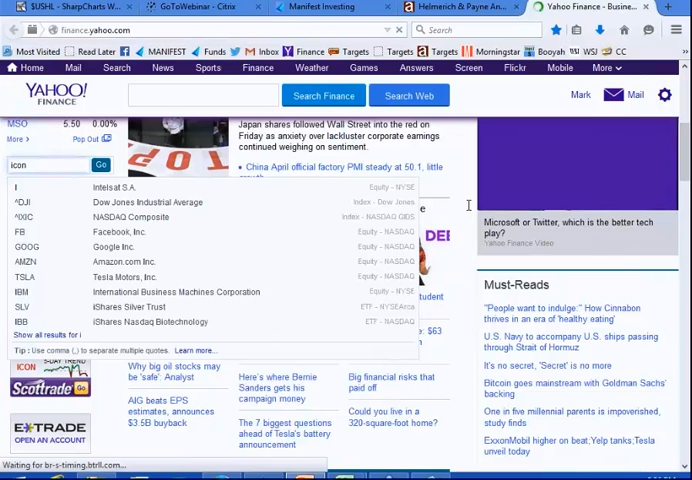 $USHL - SharpCharts W...
GoToWebinar - Citrix
Manifest Investing
Helmerich & Payne An...
Yahoo Finance - Busine...
finance.yahoo.com
Search
Most Visited
Read Later
MANIFEST
Funds
Inbox
Finance
Targets
Targets
Morningstar
Booyah
WSJ
CC
Home
Mail
Search
News
Sports
Finance
Weather
Games
Answers
Screen
Flickr
Mobile
More
YAHOO!
FINANCE
Search Finance
Search Web
Mark
Mail
MSO 5.50 0.00%
More >
Pop Out
icon
Go
I Intelsat S.A. Equity - NYSE
^DJI Dow Jones Industrial Average Index - Dow Jones
^IXIC NASDAQ Composite Index - NASDAQ GIDS
FB Facebook, Inc. Equity - NASDAQ
GOOG Google Inc. Equity - NASDAQ
AMZN Amazon.com Inc. Equity - NASDAQ
TSLA Tesla Motors, Inc. Equity - NASDAQ
IBM International Business Machines Corporation Equity - NYSE
SLV iShares Silver Trust ETF - NYSEArca
IBB iShares Nasdaq Biotechnology ETF - NASDAQ
Show all results for i
Tip : Use comma (,) to separate multiple quotes. Learn more...
Japan shares followed Wall Street into the red on
Friday as anxiety over lackluster corporate earnings
continued weighing on sentiment.
• China April official factory PMI steady at 50.1, little
Microsoft or Twitter, which is the better tech
play?
Yahoo Finance Video
Must-Reads
"People want to indulge:" How Cinnabon
thrives in an era of 'healthy eating'
U.S. Navy to accompany U.S. ships passing
through Strait of Hormuz
It's no secret, 'Secret' is no more
Bitcoin goes mainstream with Goldman Sachs'
backing
One in five millennial parents is impoverished,
study finds
ExxonMobil higher on beat;Yelp tanks;Tesla
unveil today
ICON
5-DAY TREND
Scottrade Go
E*TRADE
OPEN AN ACCOUNT
Why big oil stocks may
be 'safe': Analyst
AIG beats EPS
estimates, announces
$3.5B buyback
Here's where Bernie
Sanders gets his
campaign money
The 7 biggest questions
ahead of Tesla's battery
announcement
Big financial risks that
paid off
Could you live in a
320-square-foot home?
Waiting for br-s-timing.btrll.com...